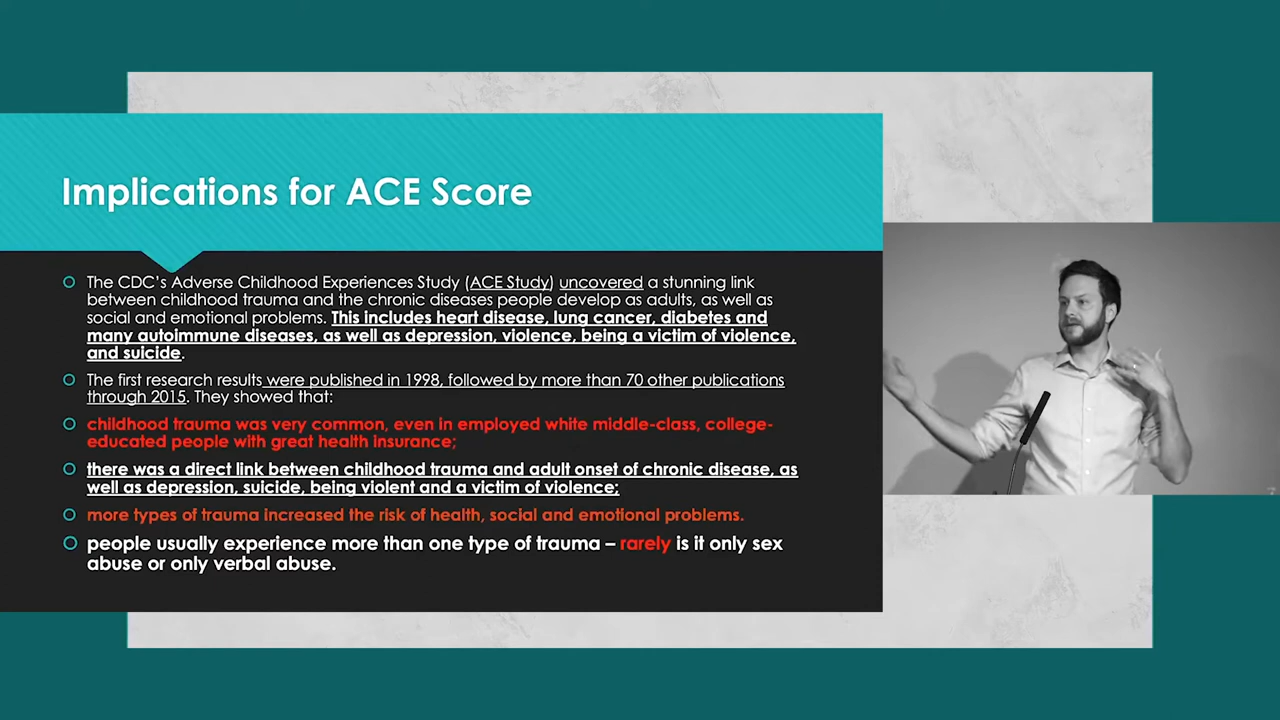 Implications for ACE Score
The CDC's Adverse Childhood Experiences Study (ACE Study) uncovered a stunning link
between childhood trauma and the chronic diseases people develop as adults, as well as
social and emotional problems. This includes heart disease, lung cancer, diabetes and
many autoimmune diseases, as well as depression, violence, being a victim of violence,
and suicide.
The first research results were published in 1998, followed by more than 70 other publications
through 2015. They showed that:
childhood trauma was very common, even in employed white middle-class, college-
educated people with great health insurance;
there was a direct link between childhood trauma and adult onset of chronic disease, as
well as depression, suicide, being violent and a victim of violence;
more types of trauma increased the risk of health, social and emotional problems.
people usually experience more than one type of trauma – rarely is it only sex
abuse or only verbal abuse.